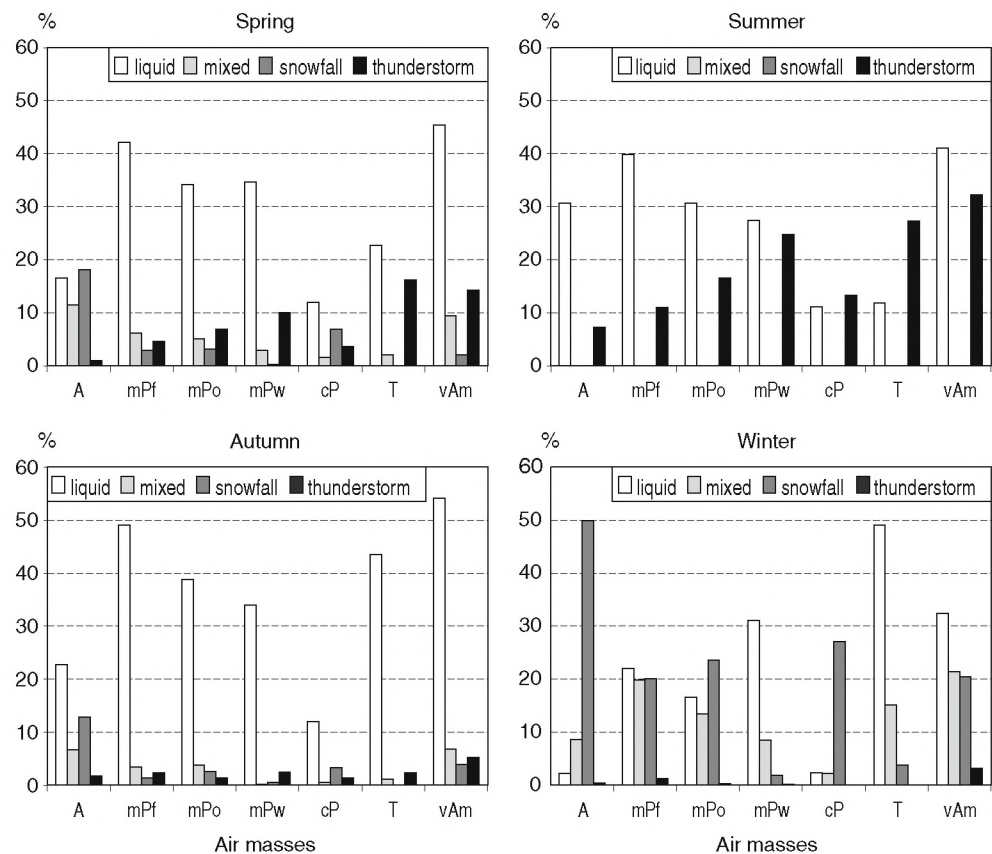 % Spring
60
50
40
30
20
10
0
liquid mixed snowfall thunderstorm
A mPf mPo mPw cP T vAm
% Summer
60
50
40
30
20
10
0
liquid mixed snowfall thunderstorm
A mPf mPo mPw cP T vAm
% Autumn
60
50
40
30
20
10
0
liquid mixed snowfall thunderstorm
A mPf mPo mPw cP T vAm
Air masses
% Winter
60
50
40
30
20
10
0
liquid mixed snowfall thunderstorm
A mPf mPo mPw cP T vAm
Air masses